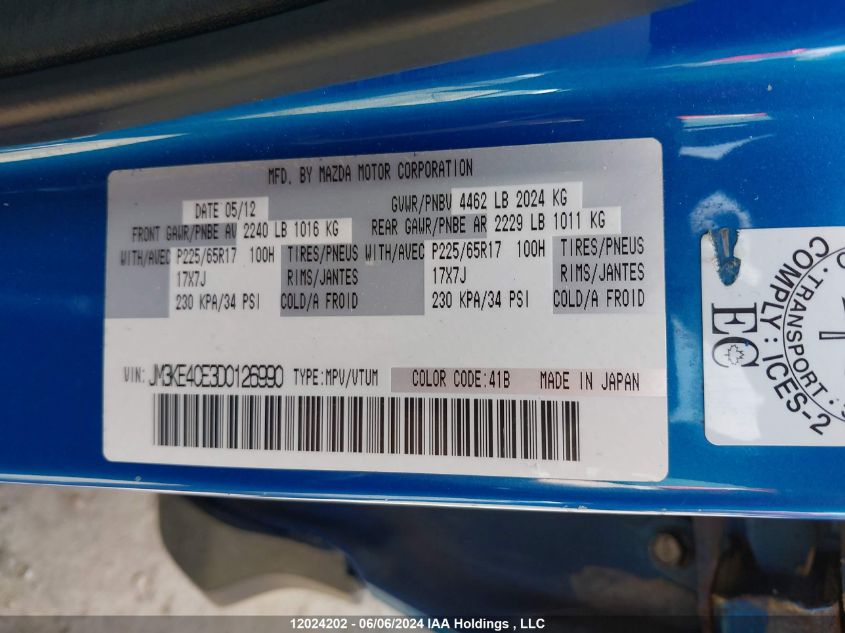 MFD. BY MAZDA MOTOR CORPORATION
DATE 05/12 GVWR/PNBV 4462 LB 2024 KG
FRONT GAWR/PNBE AV 2240 LB 1016 KG REAR GAWR/PNBE AR 2229 LB 1011 KG
WITH/AVEC P225/65R17 100H TIRES/PNEUS WITH/AVEC P225/65R17 100H TIRES/PNEUS
17X7J RIMS/JANTES 17X7J RIMS/JANTES
230 KPA/34 PSI COLD/A FROID 230 KPA/34 PSI COLD/A FROID
VIN: JM3KE4CE3D0126990 TYPE:MPV/VTUM COLOR CODE:41B MADE IN JAPAN
EC
COMPLY: ICES-2
TRANSPORT
12024202 - 06/06/2024 IAA Holdings , LLC